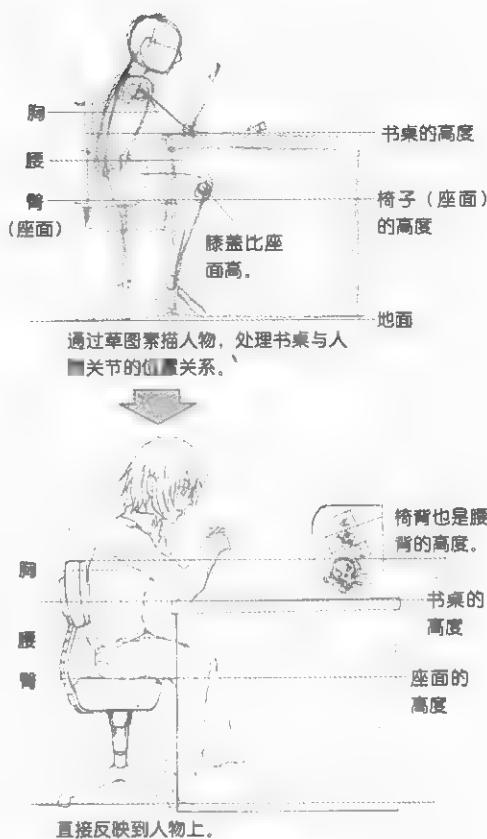 胸
书桌的高度
腰
臀
(座面)
椅子(座面)
的高度
膝盖比座
面高。
地面
通过草图素描人物,处理书桌与人
关节的位置关系。
椅背也是腰
背的高度。
胸
书桌的
高度
腰
臀
座面的
高度
直接反映到人物上。